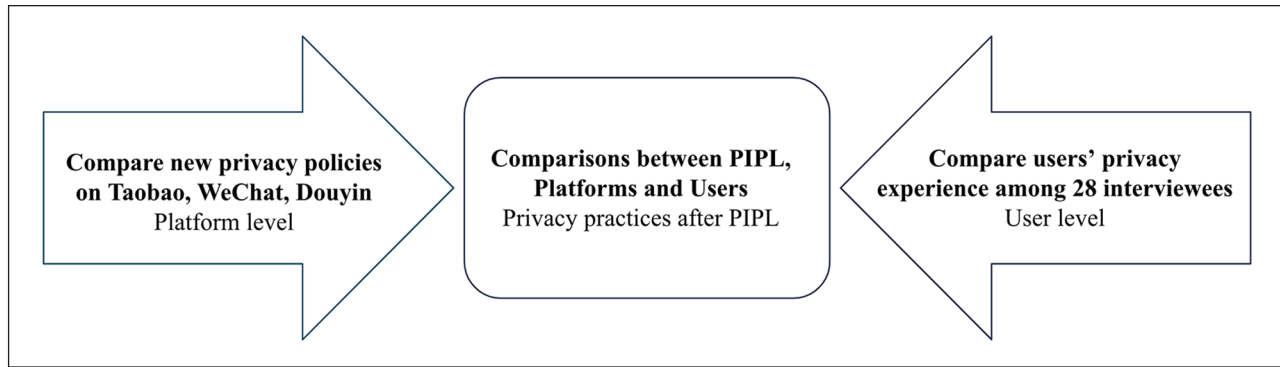 Compare new privacy policies
on Taobao, WeChat, Douyin
Platform level
Comparisons between PIPL,
Platforms and Users
Privacy practices after PIPL
Compare users’ privacy
experience among 28 interviewees
User level